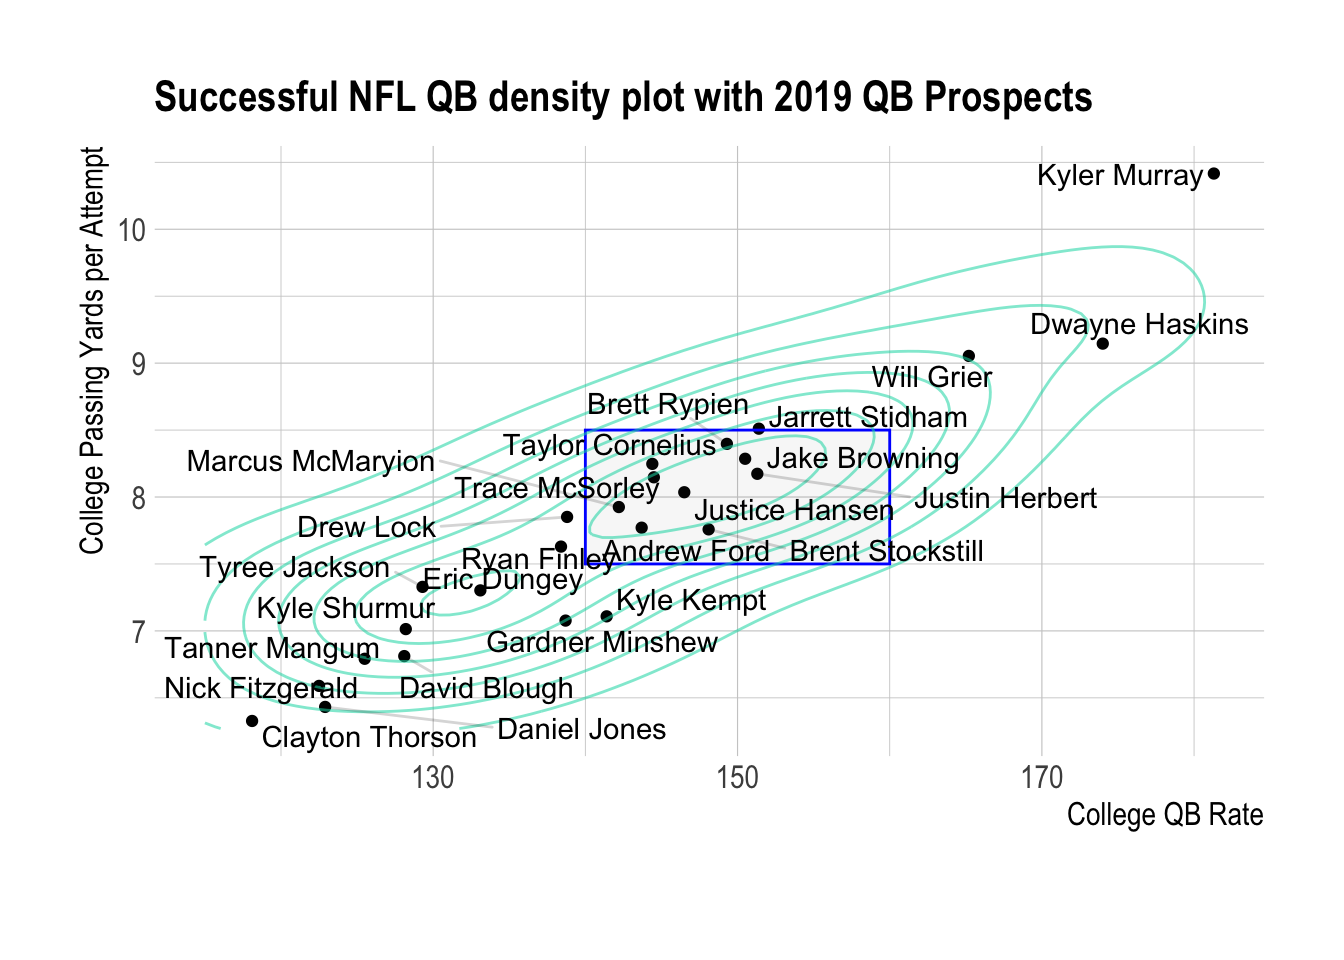 Successful NFL QB density plot with 2019 QB Prospects
College Passing Yards per Attempt
10
9
8
7
Kyler Murray
Dwayne Haskins
Will Grier
Brett Rypien
Jarrett Stidham
Taylor Cornelius
Marcus McMaryion
Jake Browning
Trace McSorley
Justin Herbert
Justice Hansen
Drew Lock
Ryan Finley
Andrew Ford
Brent Stockstill
Tyree Jackson
Eric Dungey
Kyle Shurmur
Kyle Kempt
Gardner Minshew
Tanner Mangum
Nick Fitzgerald
David Blough
Daniel Jones
Clayton Thorson
130
150
170
College QB Rate